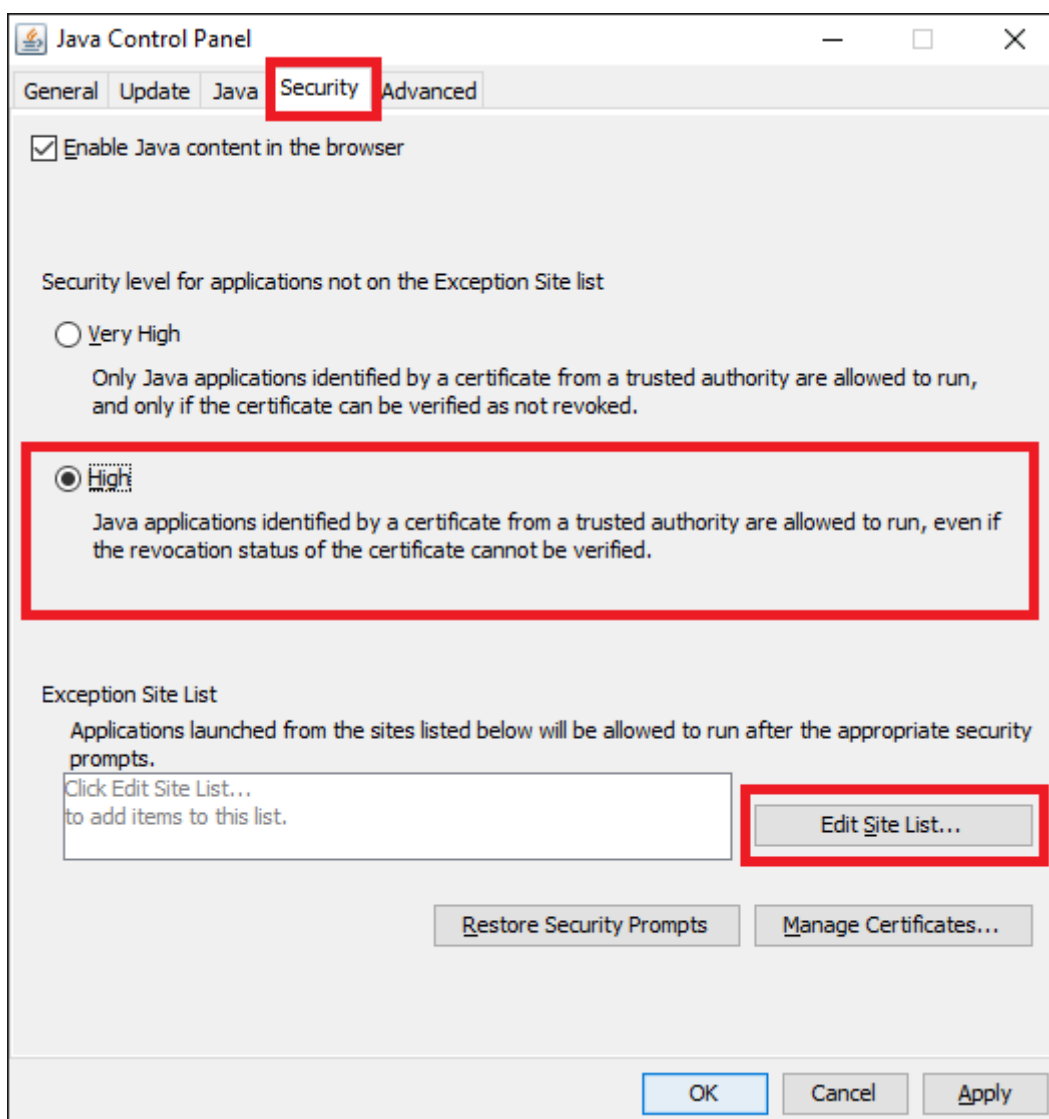 Java Control Panel
General Update Java Security Advanced
Enable Java content in the browser
Security level for applications not on the Exception Site list
Very High
Only Java applications identified by a certificate from a trusted authority are allowed to run,
and only if the certificate can be verified as not revoked.
High
Java applications identified by a certificate from a trusted authority are allowed to run, even if
the revocation status of the certificate cannot be verified.
Exception Site List
Applications launched from the sites listed below will be allowed to run after the appropriate security
prompts.
Click Edit Site List...
to add items to this list.
Edit Site List...
Restore Security Prompts Manage Certificates...
OK Cancel Apply